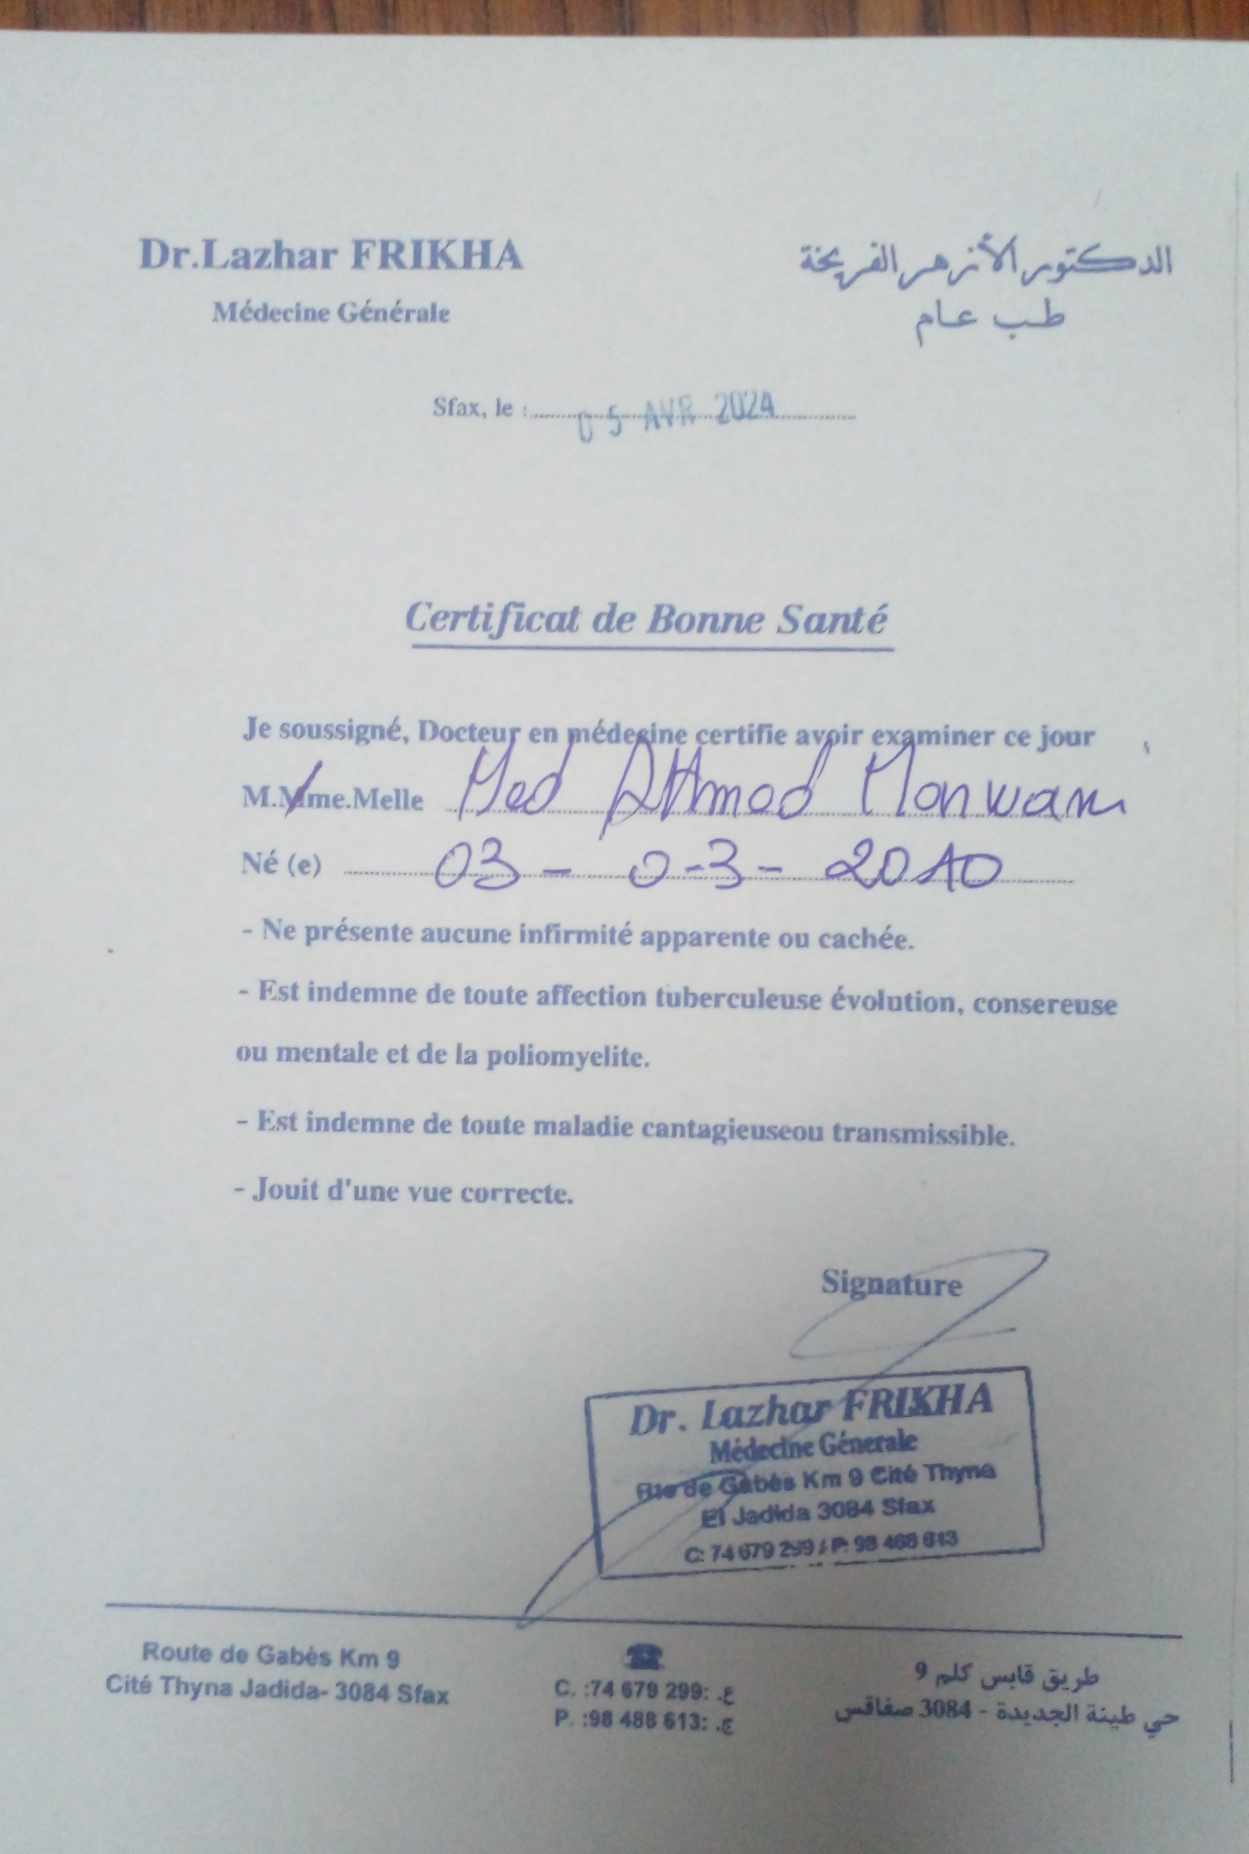 Dr.Lazhar FRIKHA
الدكتور الأزهر الفريخة
Médecine Générale
طب عام
Sfax, le : 05 AVR 2024
Certificat de Bonne Santé
Je soussigné, Docteur en médecine certifie avoir examiner ce jour
M.Mme.Melle Med Ahmed Marwani
Né (e) 03 - 0-3 - 2010
- Ne présente aucune infirmité apparente ou cachée.
- Est indemne de toute affection tuberculeuse évolution, consereuse
ou mentale et de la poliomyelite.
- Est indemne de toute maladie cantagieuseou transmissible.
- Jouit d'une vue correcte.
Signature
Dr. Lazhar FRIKHA
Médecine Génerale
Rte de Gabès Km 9 Cité Thyna
El Jadida 3084 Sfax
C: 74 679 299 / P: 98 488 613
Route de Gabès Km 9
Cité Thyna Jadida- 3084 Sfax
C. :74 679 299: .ع
P. :98 488 613: .ج
طريق قابس كلم 9
حي طينة الجديدة - 3084 صفاقس